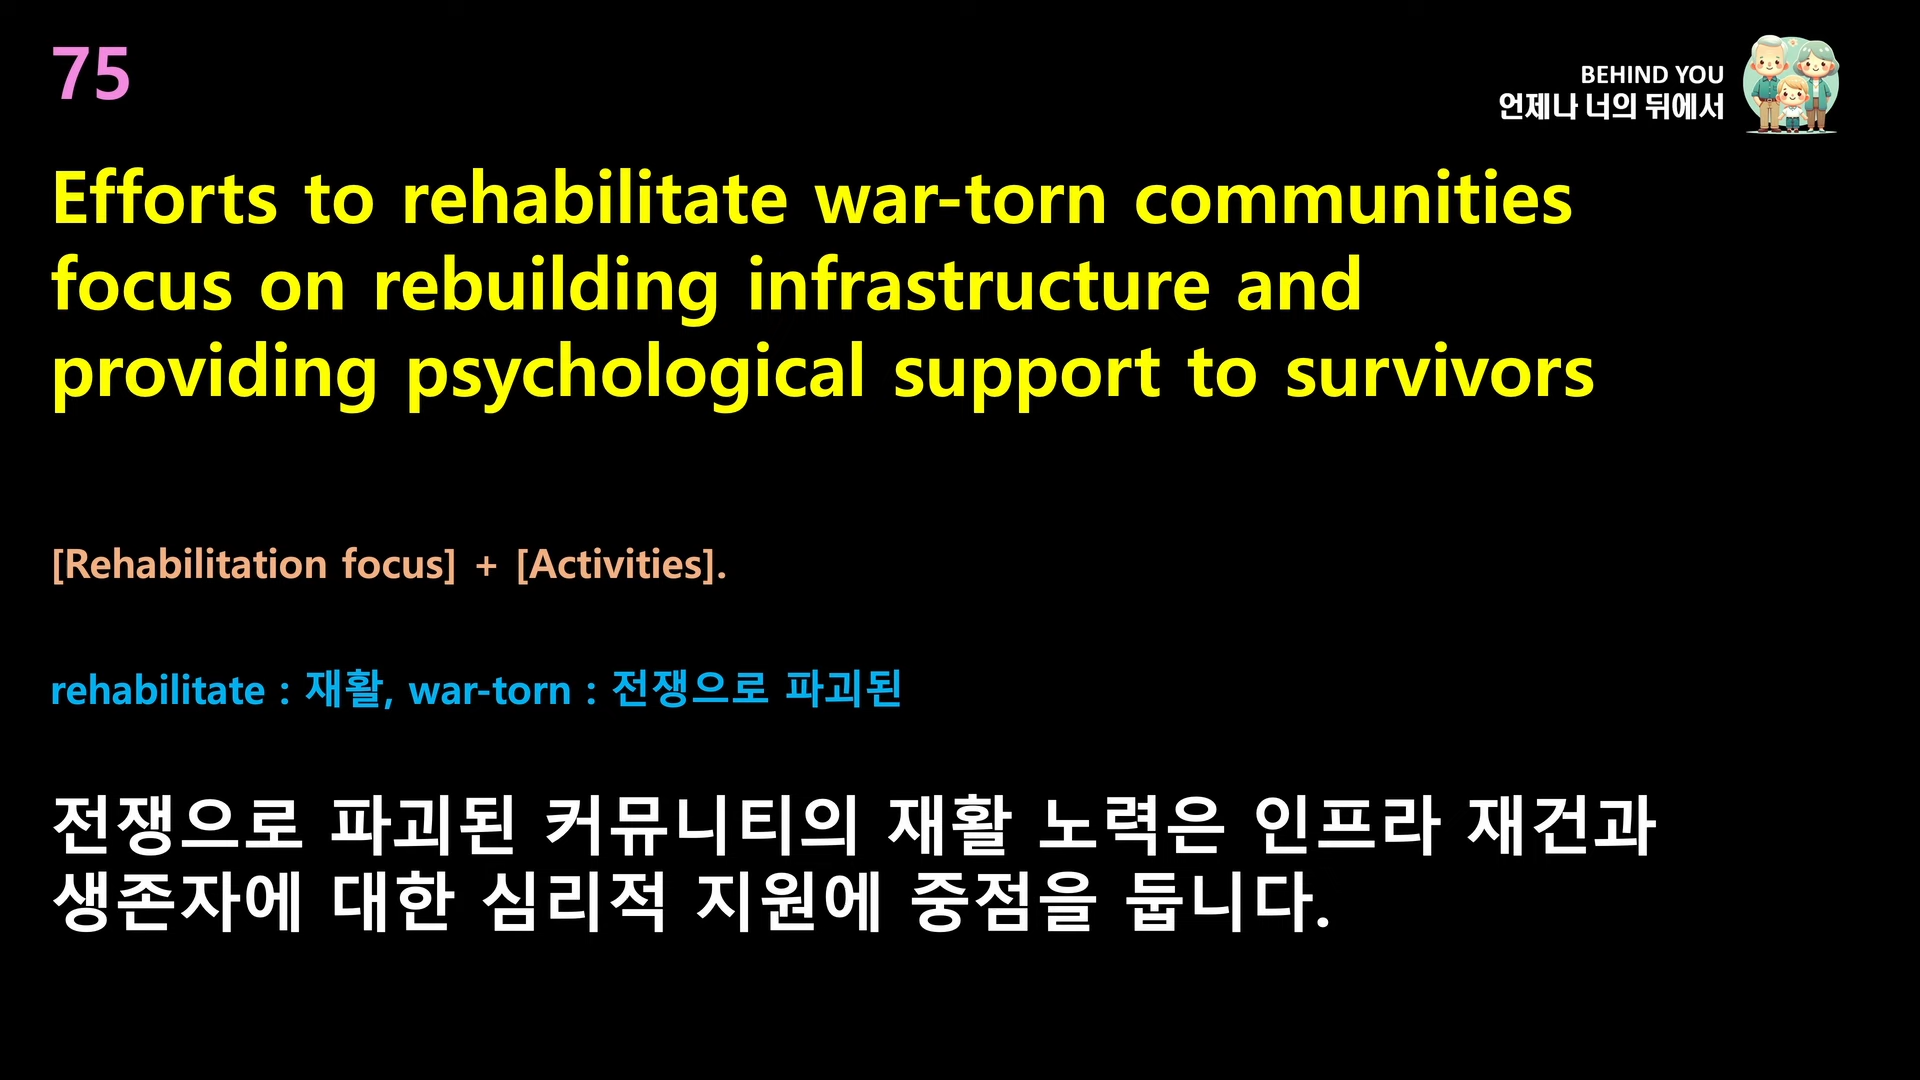 75
BEHIND YOU
언제나 너의 뒤에서
Efforts to rehabilitate war-torn communities
focus on rebuilding infrastructure and
providing psychological support to survivors
[Rehabilitation focus] + [Activities].
rehabilitate : 재활, war-torn : 전쟁으로 파괴된
전쟁으로 파괴된 커뮤니티의 재활 노력은 인프라 재건과
생존자에 대한 심리적 지원에 중점을 둡니다.